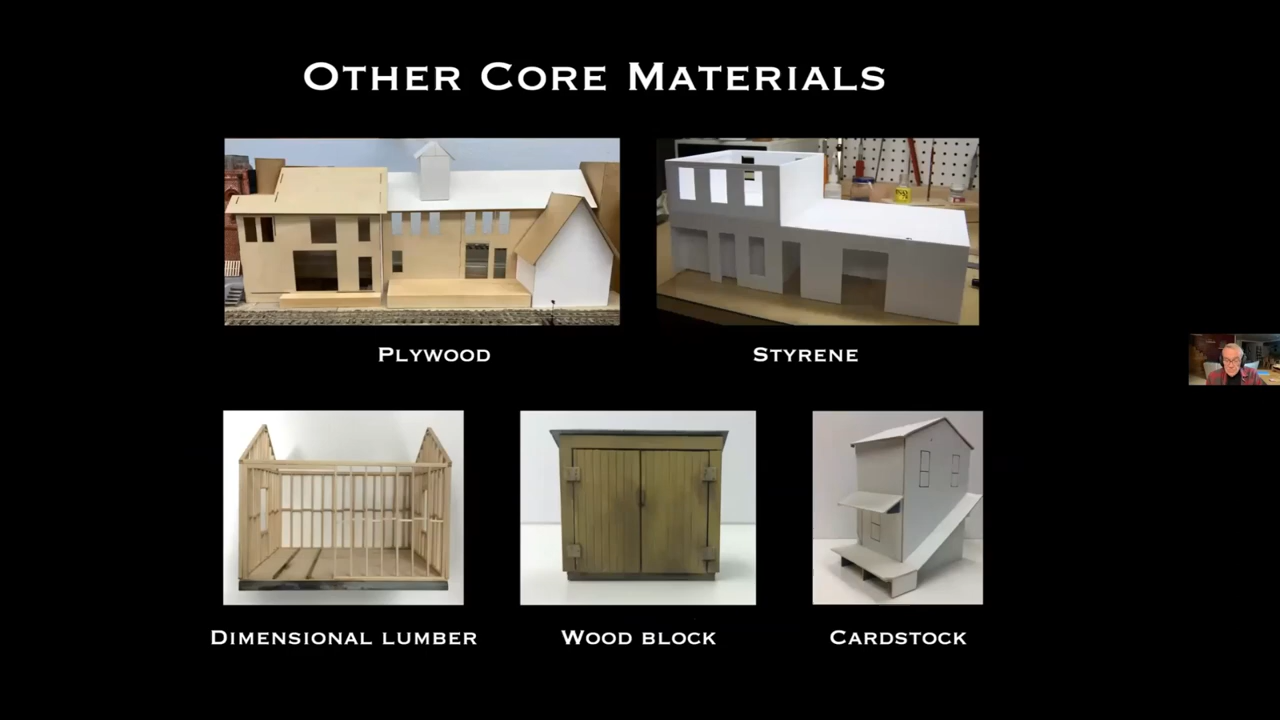 Other Core Materials
Plywood
Styrene
Dimensional lumber
Wood block
Cardstock